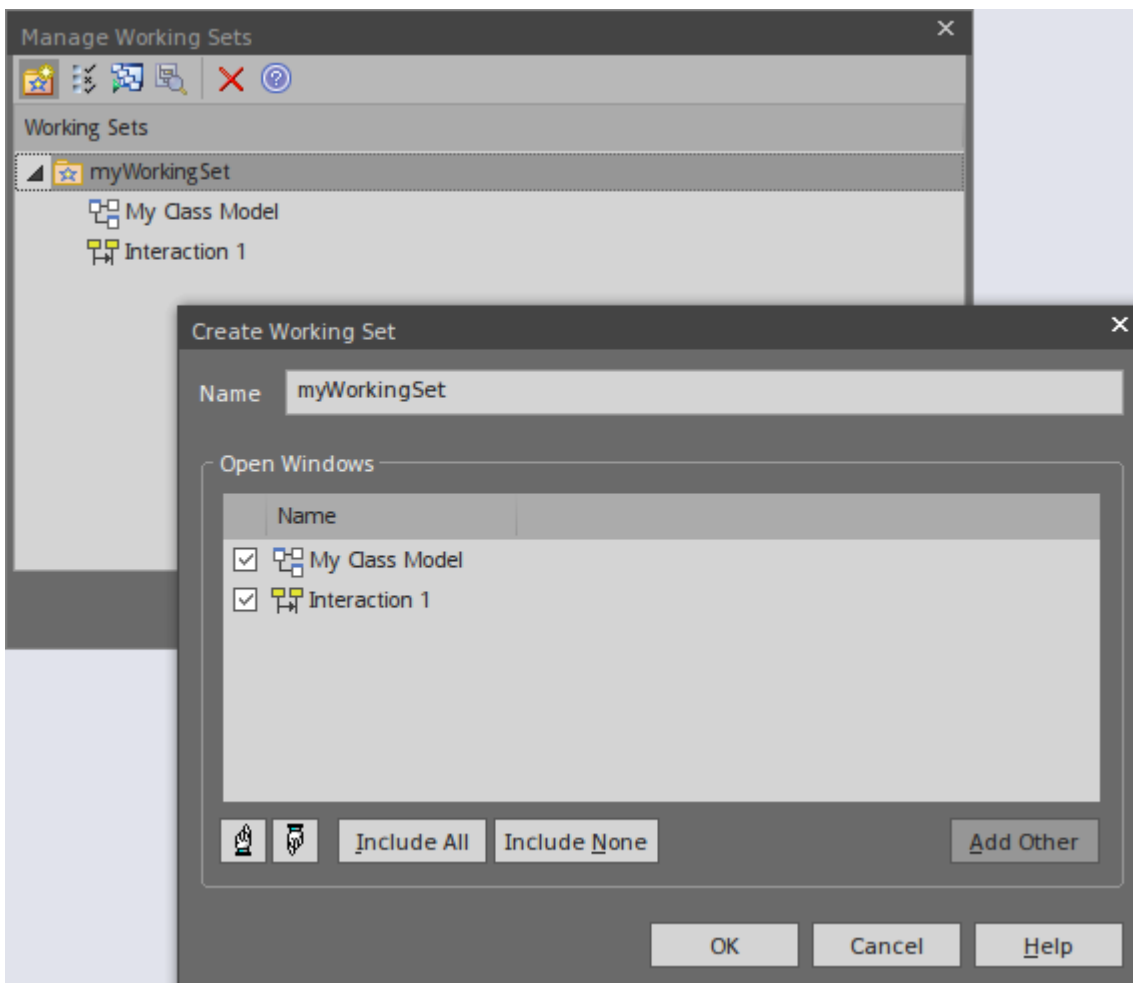 Manage Working Sets
Working Sets
myWorkingSet
My Class Model
Interaction 1
Create Working Set
Name myWorkingSet
Open Windows
Name
My Class Model
Interaction 1
Include All Include None Add Other
OK Cancel Help